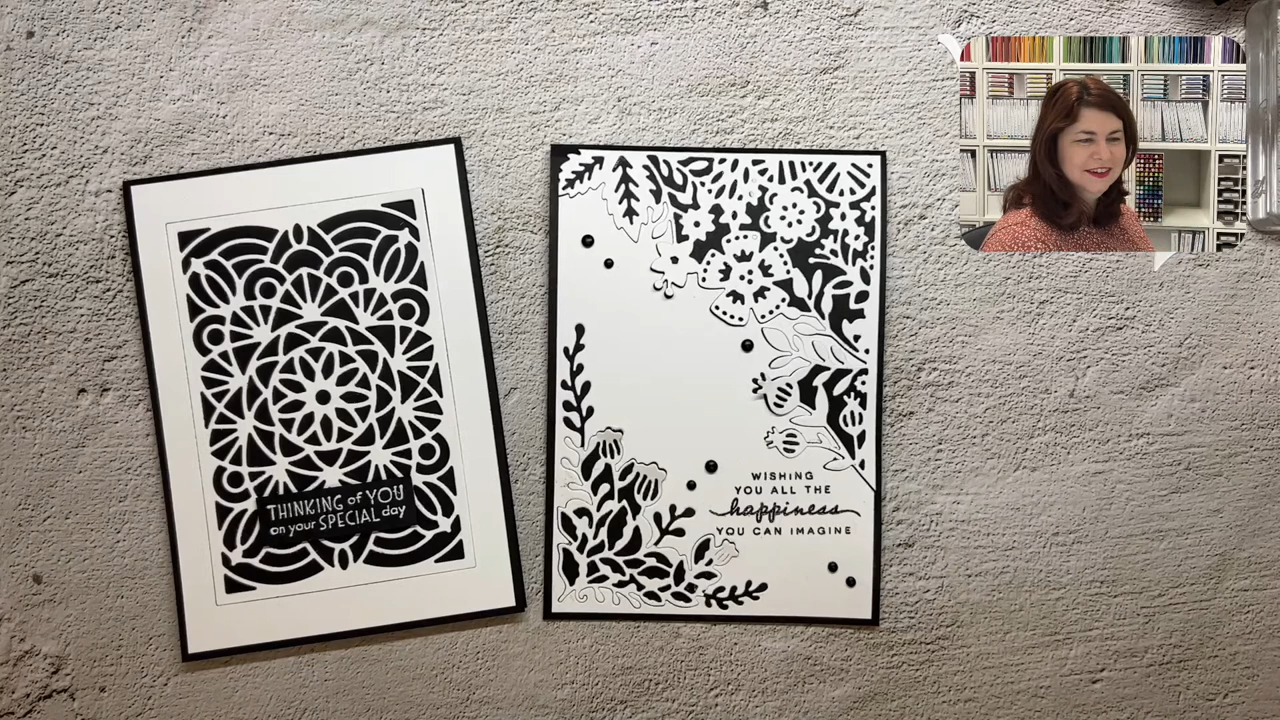 THINKING of YOU
on your SPECIAL day
WISHING
YOU ALL THE
happiness
YOU CAN IMAGINE